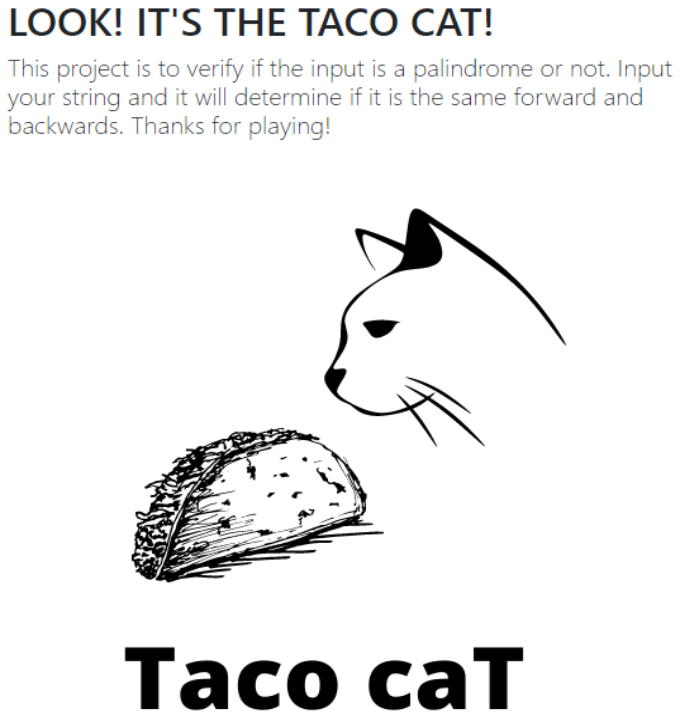 LOOK! IT'S THE TACO CAT!
This project is to verify if the input is a palindrome or not. Input
your string and it will determine if it is the same forward and
backwards. Thanks for playing!
Taco caT